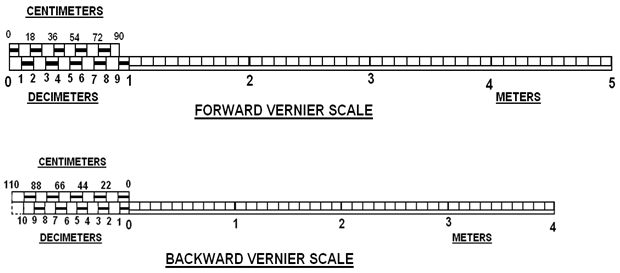 CENTIMETERS
0 18 36 54 72 90
0 1 2 3 4 5 6 7 8 9 1 2 3 4 5
DECIMETERS METERS
FORWARD VERNIER SCALE
CENTIMETERS
110 88 66 44 22 0
10 9 8 7 6 5 4 3 2 1 0 1 2 3 4
DECIMETERS METERS
BACKWARD VERNIER SCALE